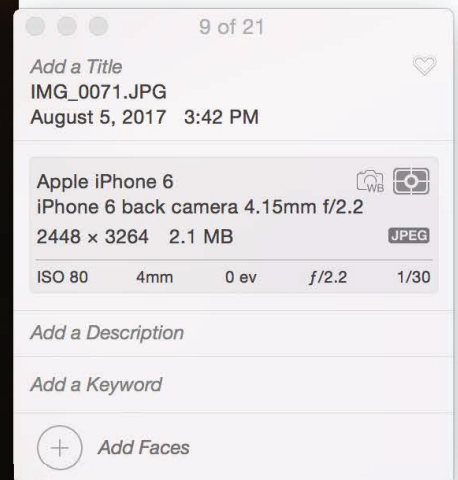 9 of 21
Add a Title
IMG_0071.JPG
August 5, 2017 3:42 PM
Apple iPhone 6
WB
iPhone 6 back camera 4.15mm f/2.2
2448 × 3264 2.1 MB
JPEG
ISO 80 4mm 0 ev ƒ/2.2 1/30
Add a Description
Add a Keyword
Add Faces